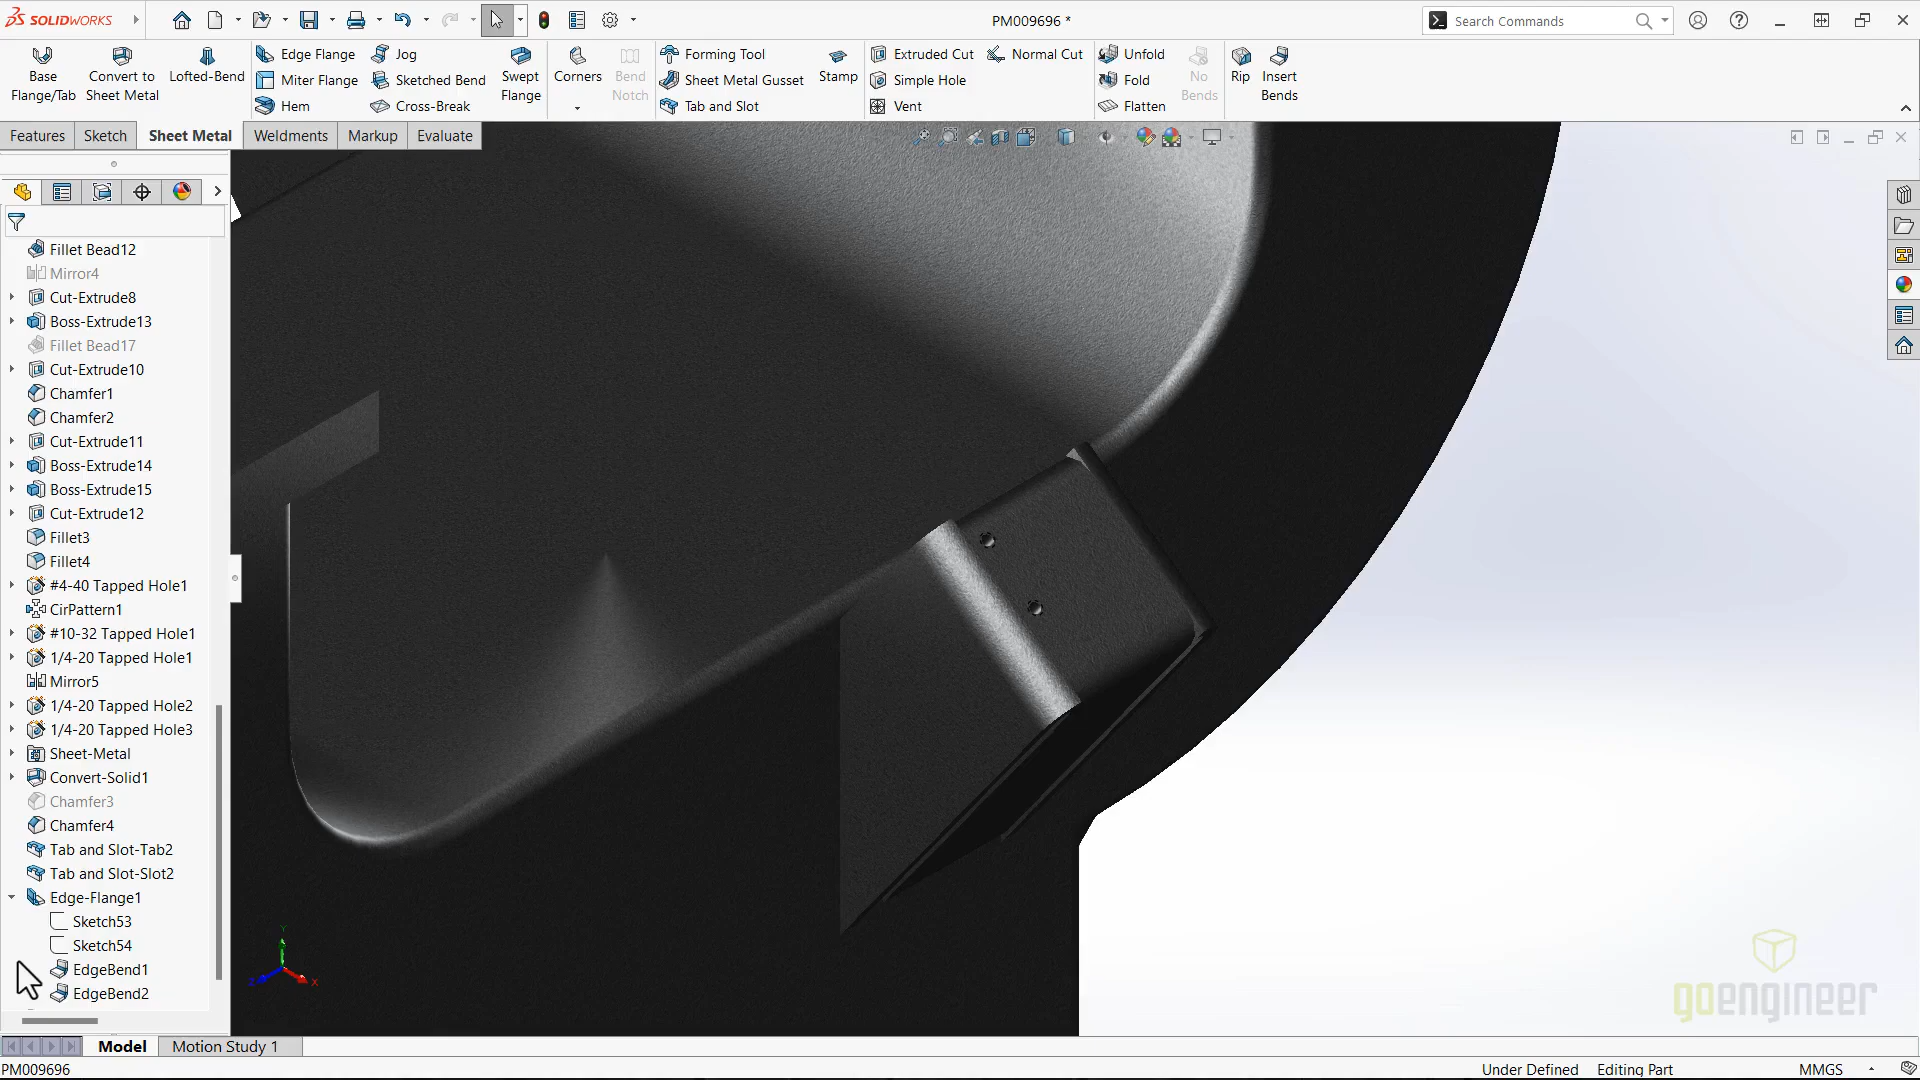 SOLIDWORKS
PM009696 *
Search Commands
Base Flange/Tab
Convert to Sheet Metal
Lofted-Bend
Edge Flange
Miter Flange
Hem
Jog
Sketched Bend
Cross-Break
Swept Flange
Corners
Bend Notch
Forming Tool
Sheet Metal Gusset
Tab and Slot
Stamp
Extruded Cut
Simple Hole
Vent
Normal Cut
Unfold
Fold
Flatten
No Bends
Rip
Insert Bends
Features
Sketch
Sheet Metal
Weldments
Markup
Evaluate
Fillet Bead12
Mirror4
Cut-Extrude8
Boss-Extrude13
Fillet Bead17
Cut-Extrude10
Chamfer1
Chamfer2
Cut-Extrude11
Boss-Extrude14
Boss-Extrude15
Cut-Extrude12
Fillet3
Fillet4
#4-40 Tapped Hole1
CirPattern1
#10-32 Tapped Hole1
1/4-20 Tapped Hole1
Mirror5
1/4-20 Tapped Hole2
1/4-20 Tapped Hole3
Sheet-Metal
Convert-Solid1
Chamfer3
Chamfer4
Tab and Slot-Tab2
Tab and Slot-Slot2
Edge-Flange1
Sketch53
Sketch54
EdgeBend1
EdgeBend2
Y
Z
X
goengineer
Model
Motion Study 1
PM009696
Under Defined
Editing Part
MMGS